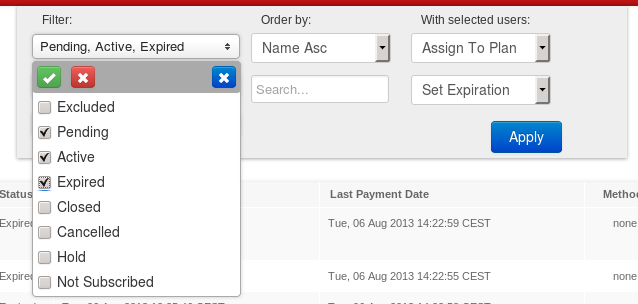 Filter: Order by: With selected users:
Pending, Active, Expired Name Asc Assign To Plan
Search... Set Expiration
Excluded
Pending Apply
Active
Expired
Closed
Status Last Payment Date Metho
Expire Tue, 06 Aug 2013 14:22:59 CEST none
Cancelled
Hold
Expire Tue, 06 Aug 2013 14:22:55 CEST none
Not Subscribed